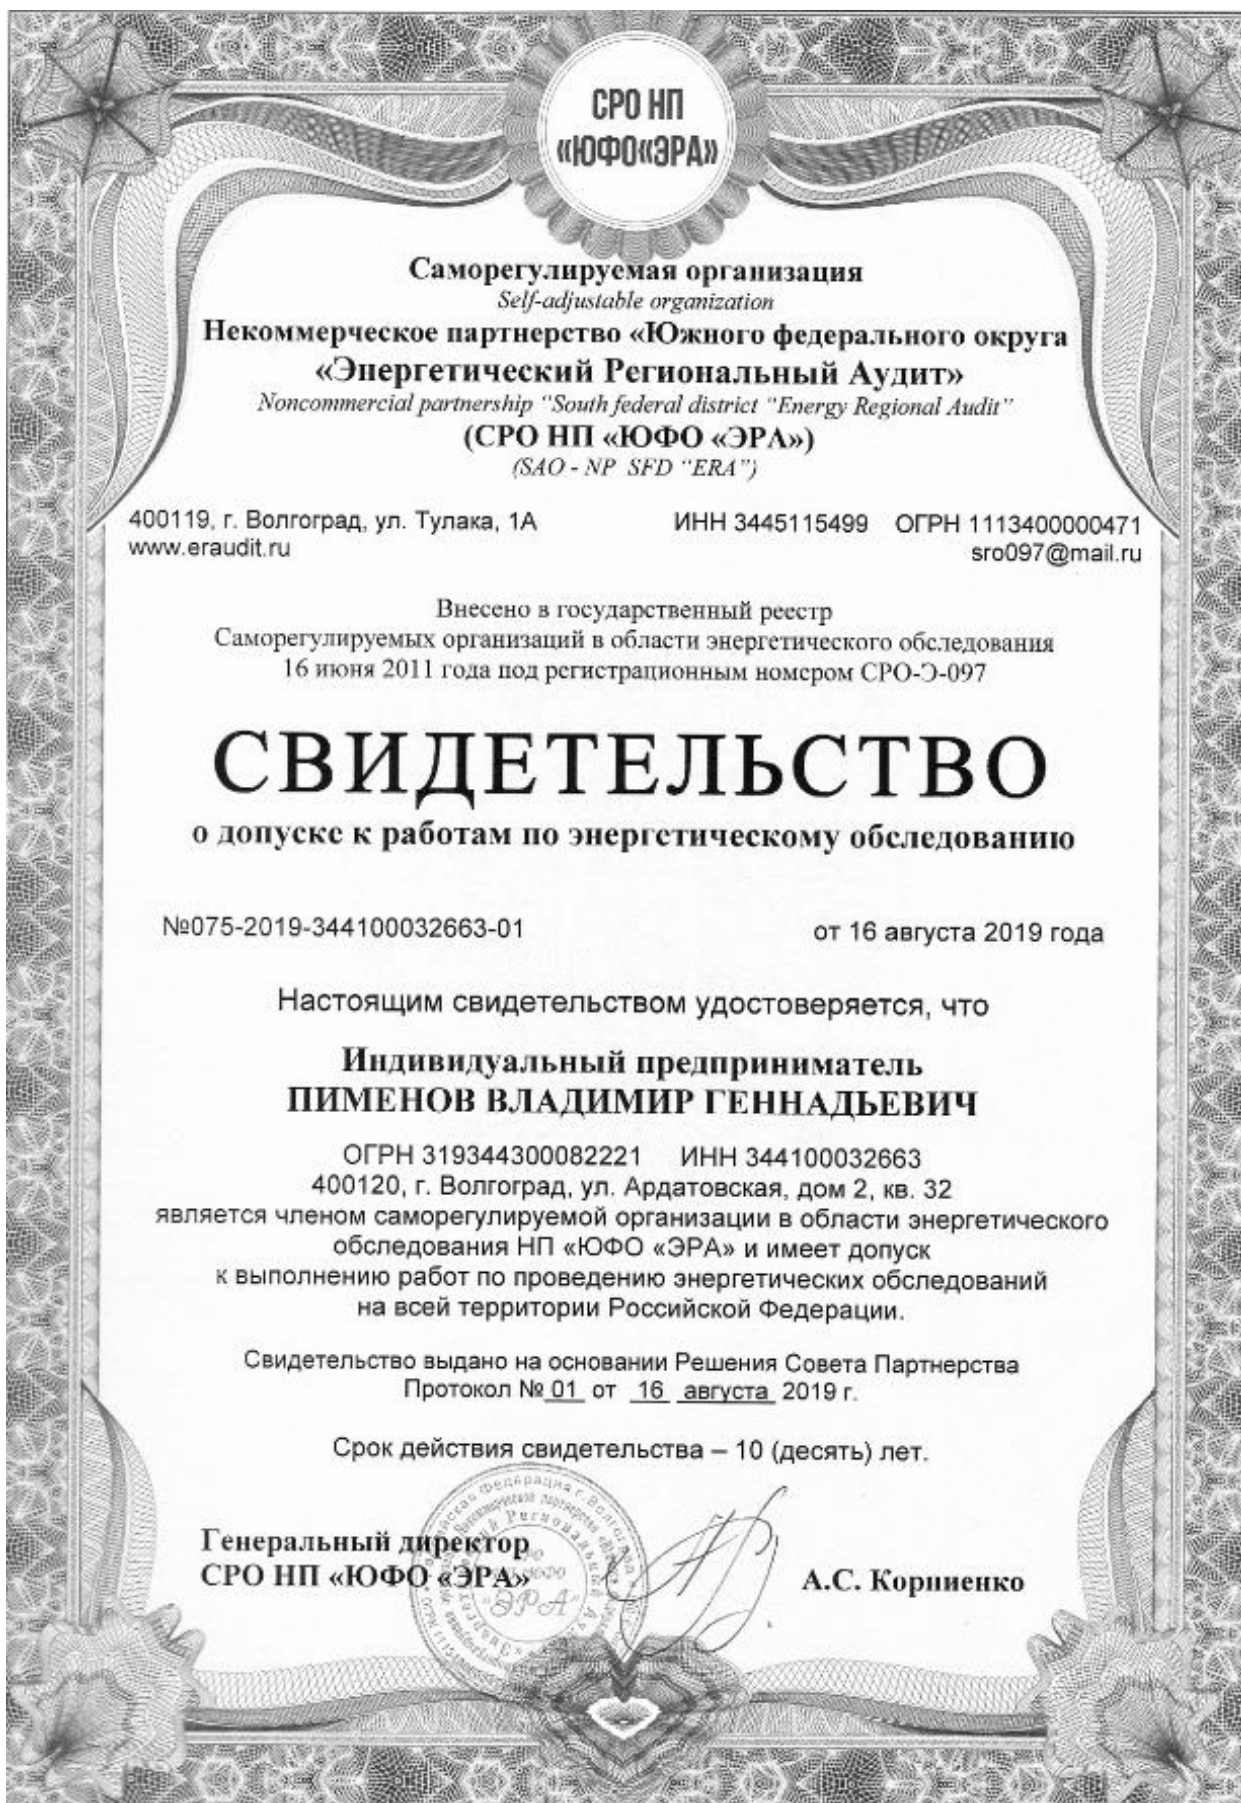 СРО НП
«ЮФО«ЭРА»
Саморегулируемая организация
Self-adjustable organization
Некоммерческое партнерство «Южного федерального округа
«Энергетический Региональный Аудит»
Noncommercial partnership "South federal district "Energy Regional Audit"
(СРО НП «ЮФО «ЭРА»)
(SAO - NP SFD "ERA")
400119, г. Волгоград, ул. Тулака, 1А ИНН 3445115499 ОГРН 1113400000471
www.eraudit.ru sro097@mail.ru
Внесено в государственный реестр
Саморегулируемых организаций в области энергетического обследования
16 июня 2011 года под регистрационным номером СРО-Э-097
СВИДЕТЕЛЬСТВО
о допуске к работам по энергетическому обследованию
№075-2019-344100032663-01 от 16 августа 2019 года
Настоящим свидетельством удостоверяется, что
Индивидуальный предприниматель
ПИМЕНОВ ВЛАДИМИР ГЕННАДЬЕВИЧ
ОГРН 319344300082221 ИНН 344100032663
400120, г. Волгоград, ул. Ардатовская, дом 2, кв. 32
является членом саморегулируемой организации в области энергетического
обследования НП «ЮФО «ЭРА» и имеет допуск
к выполнению работ по проведению энергетических обследований
на всей территории Российской Федерации.
Свидетельство выдано на основании Решения Совета Партнерства
Протокол № 01 от 16 августа 2019 г.
Срок действия свидетельства – 10 (десять) лет.
Генеральный директор
СРО НП «ЮФО «ЭРА» А.С. Корниенко
"ЭРА"